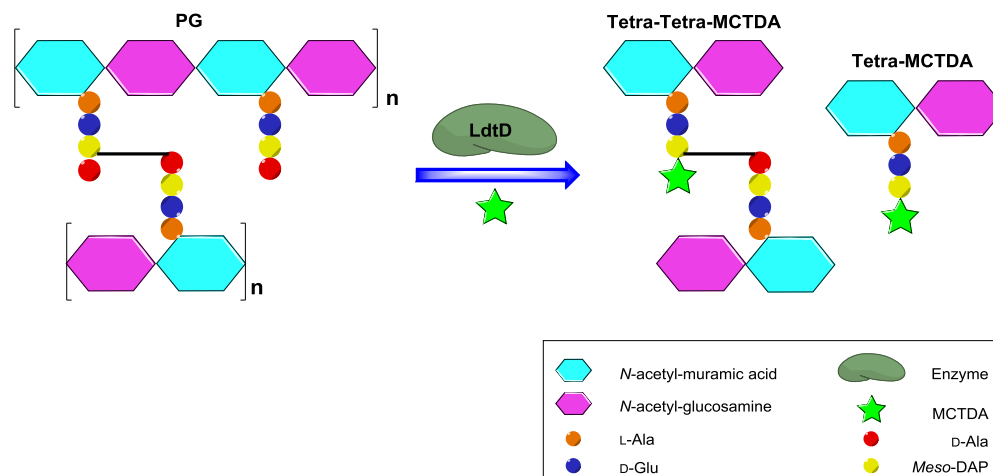 PG
n
n
LdtD
Tetra-Tetra-MCTDA
Tetra-MCTDA
N-acetyl-muramic acid
N-acetyl-glucosamine
L-Ala
D-Glu
Enzyme
MCTDA
D-Ala
Meso-DAP